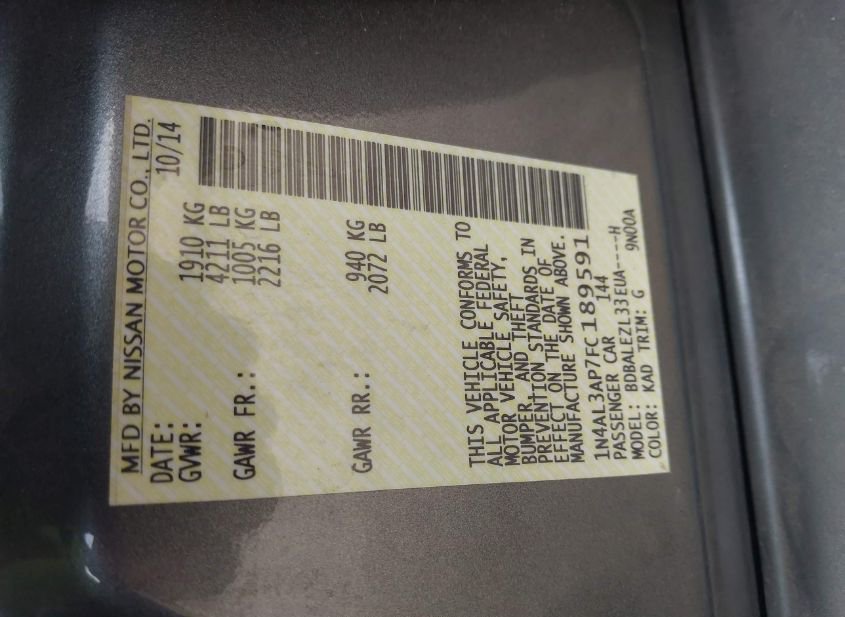 MFD BY NISSAN MOTOR CO., LTD.
DATE: 10/14
GVWR: 1910 KG
4211 LB
GAWR FR.: 1005 KG
2216 LB
GAWR RR.: 940 KG
2072 LB
THIS VEHICLE CONFORMS TO
ALL APPLICABLE FEDERAL
MOTOR VEHICLE SAFETY,
BUMPER, AND THEFT
PREVENTION STANDARDS IN
EFFECT ON THE DATE OF
MANUFACTURE SHOWN ABOVE.
1N4AL3AP7FC189591
PASSENGER CAR 144
MODEL: BDBALEZL33EUA----H
COLOR: KAD TRIM: G 9N00A